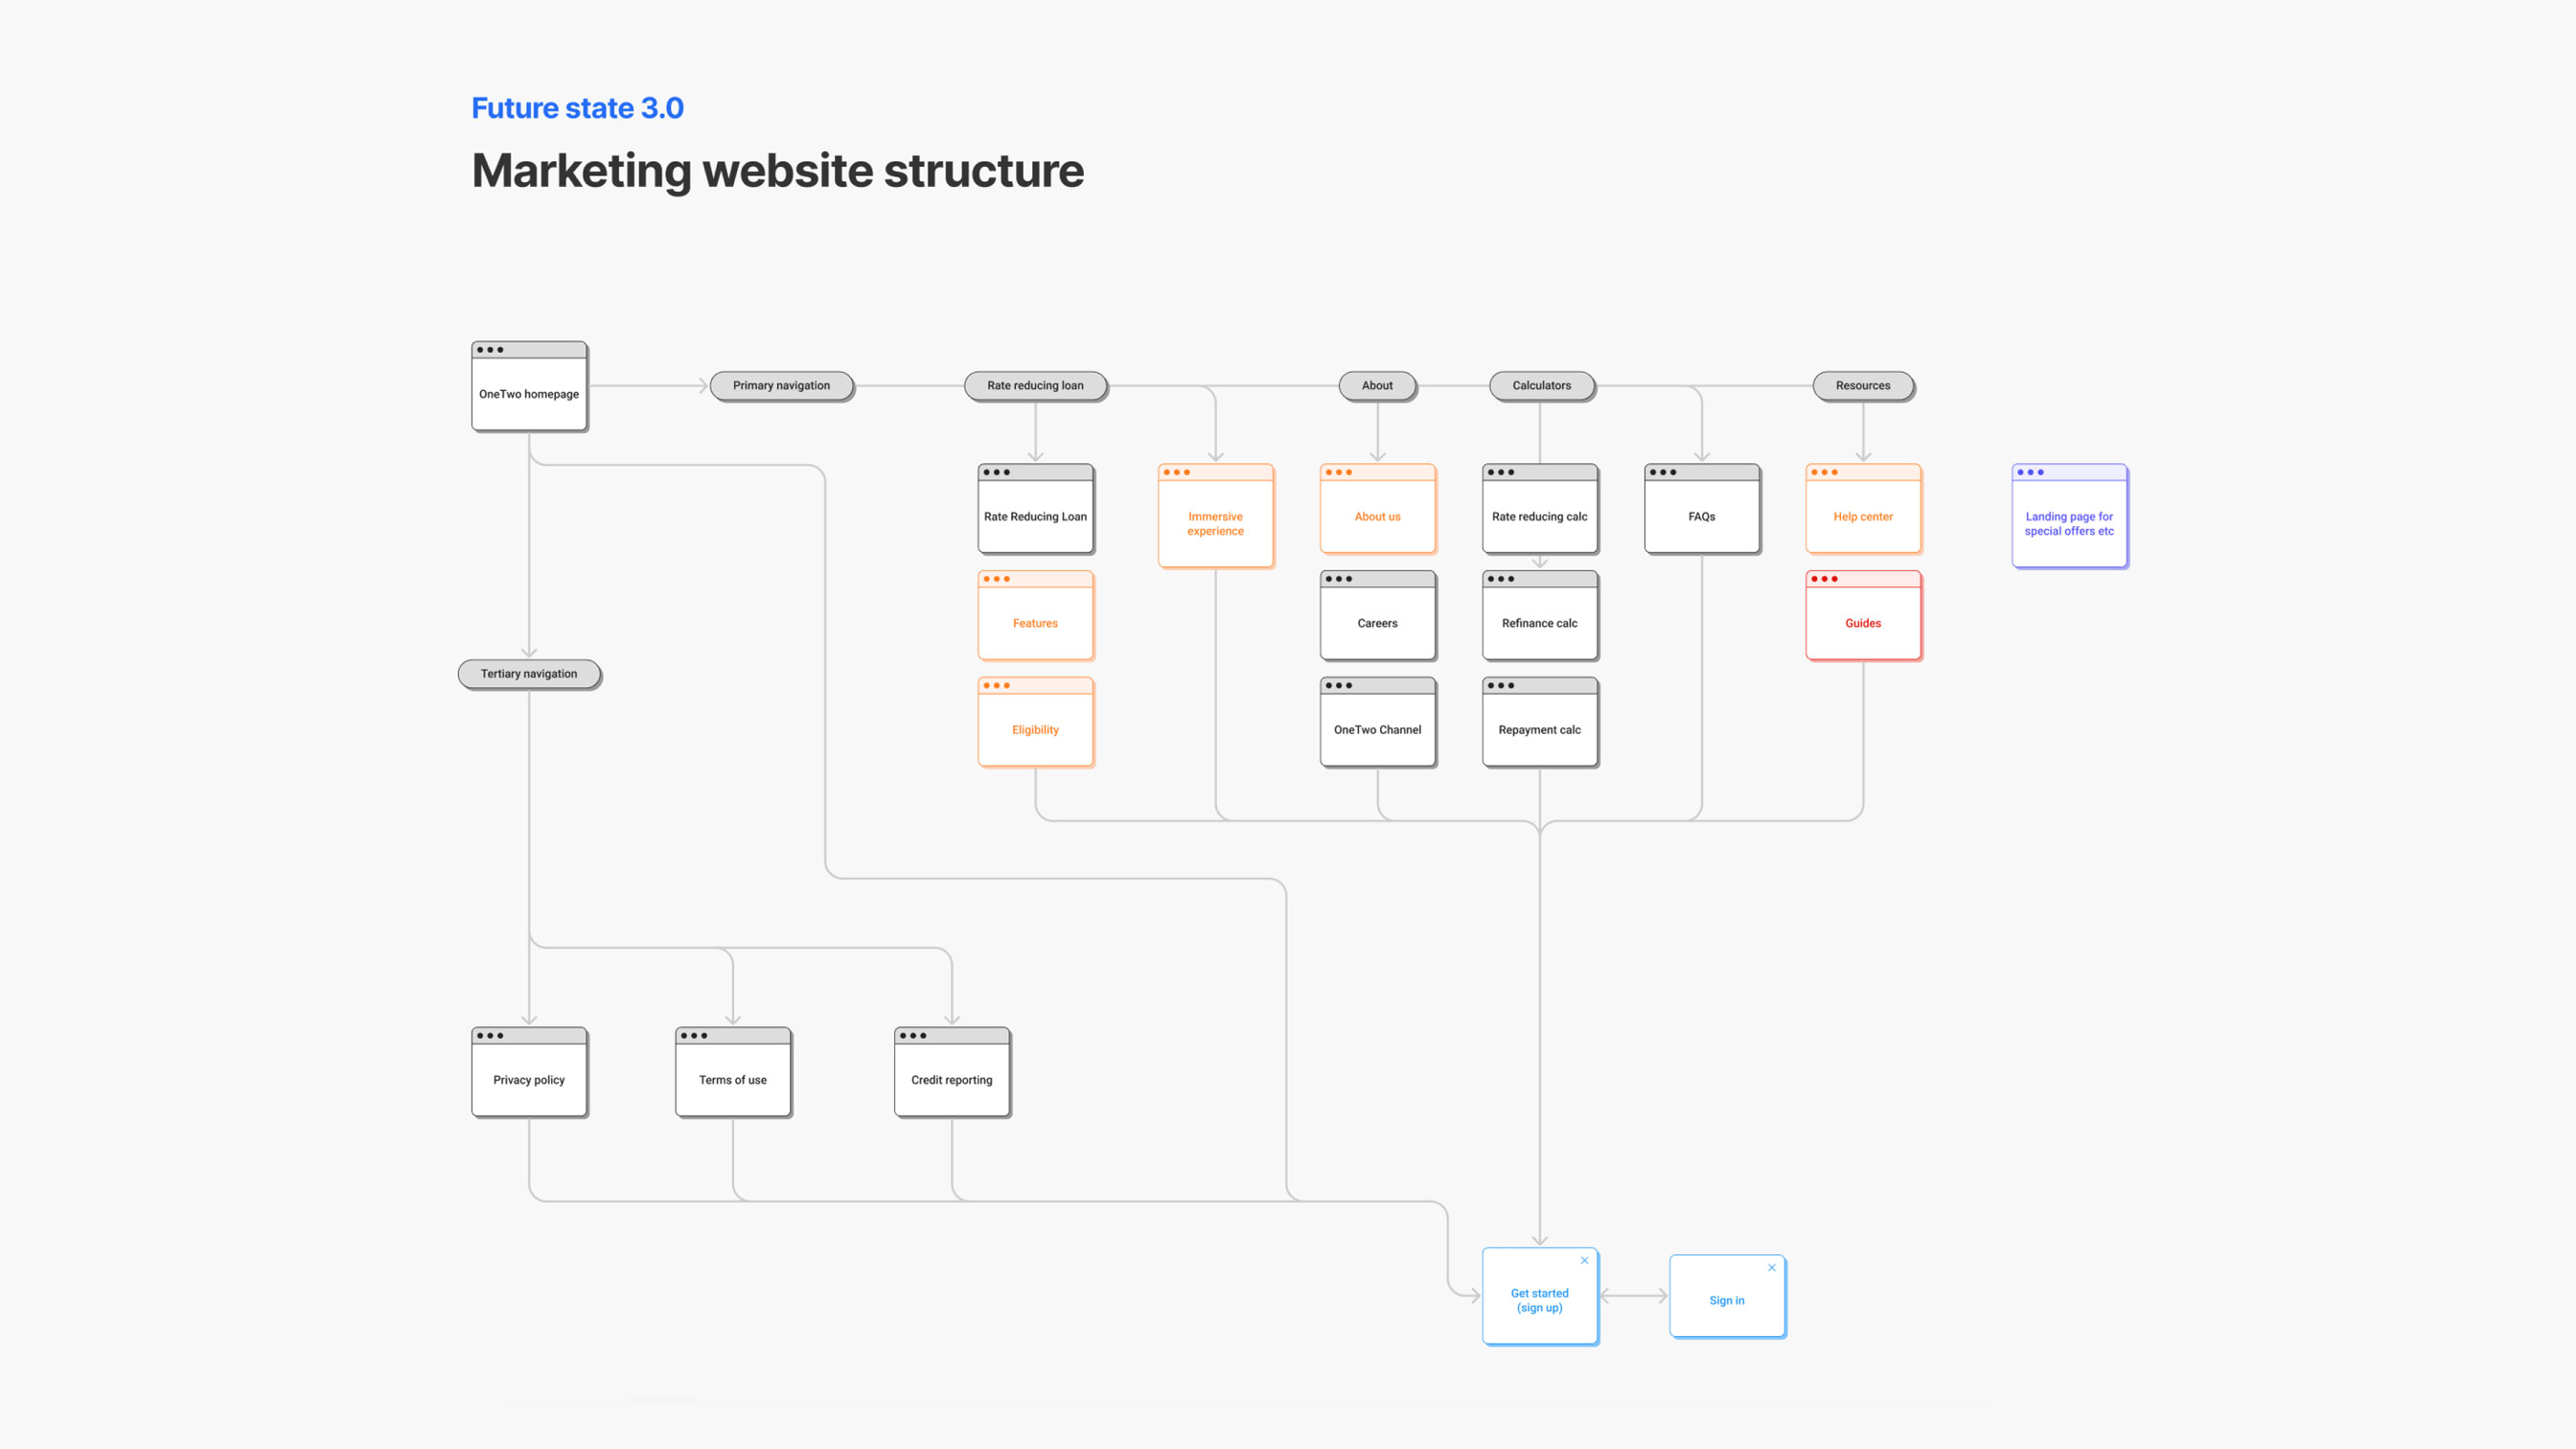 Future state 3.0
Marketing website structure
OneTwo homepage
Primary navigation
Rate reducing loan
About
Calculators
Resources
Rate Reducing Loan
Immersive
experience
About us
Rate reducing calc
FAQs
Help center
Landing page for
special offers etc
Features
Careers
Refinance calc
Guides
Tertiary navigation
Eligibility
OneTwo Channel
Repayment calc
Privacy policy
Terms of use
Credit reporting
Get started
(sign up)
Sign in